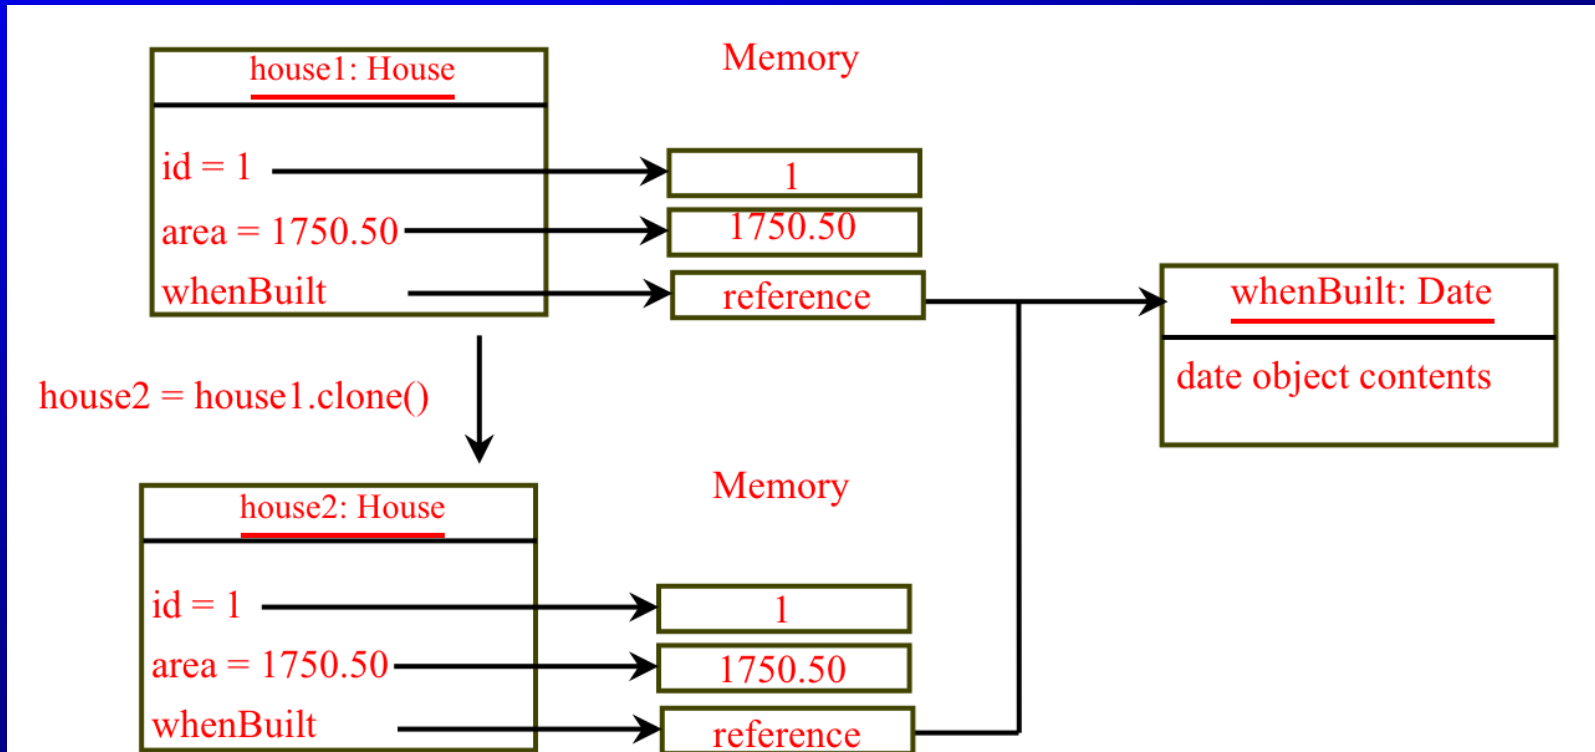 house1: House
Memory
id = 1
1
area = 1750.50
1750.50
whenBuilt
reference
whenBuilt: Date
date object contents
house2 = house1.clone()
house2: House
Memory
id = 1
1
area = 1750.50
1750.50
whenBuilt
reference